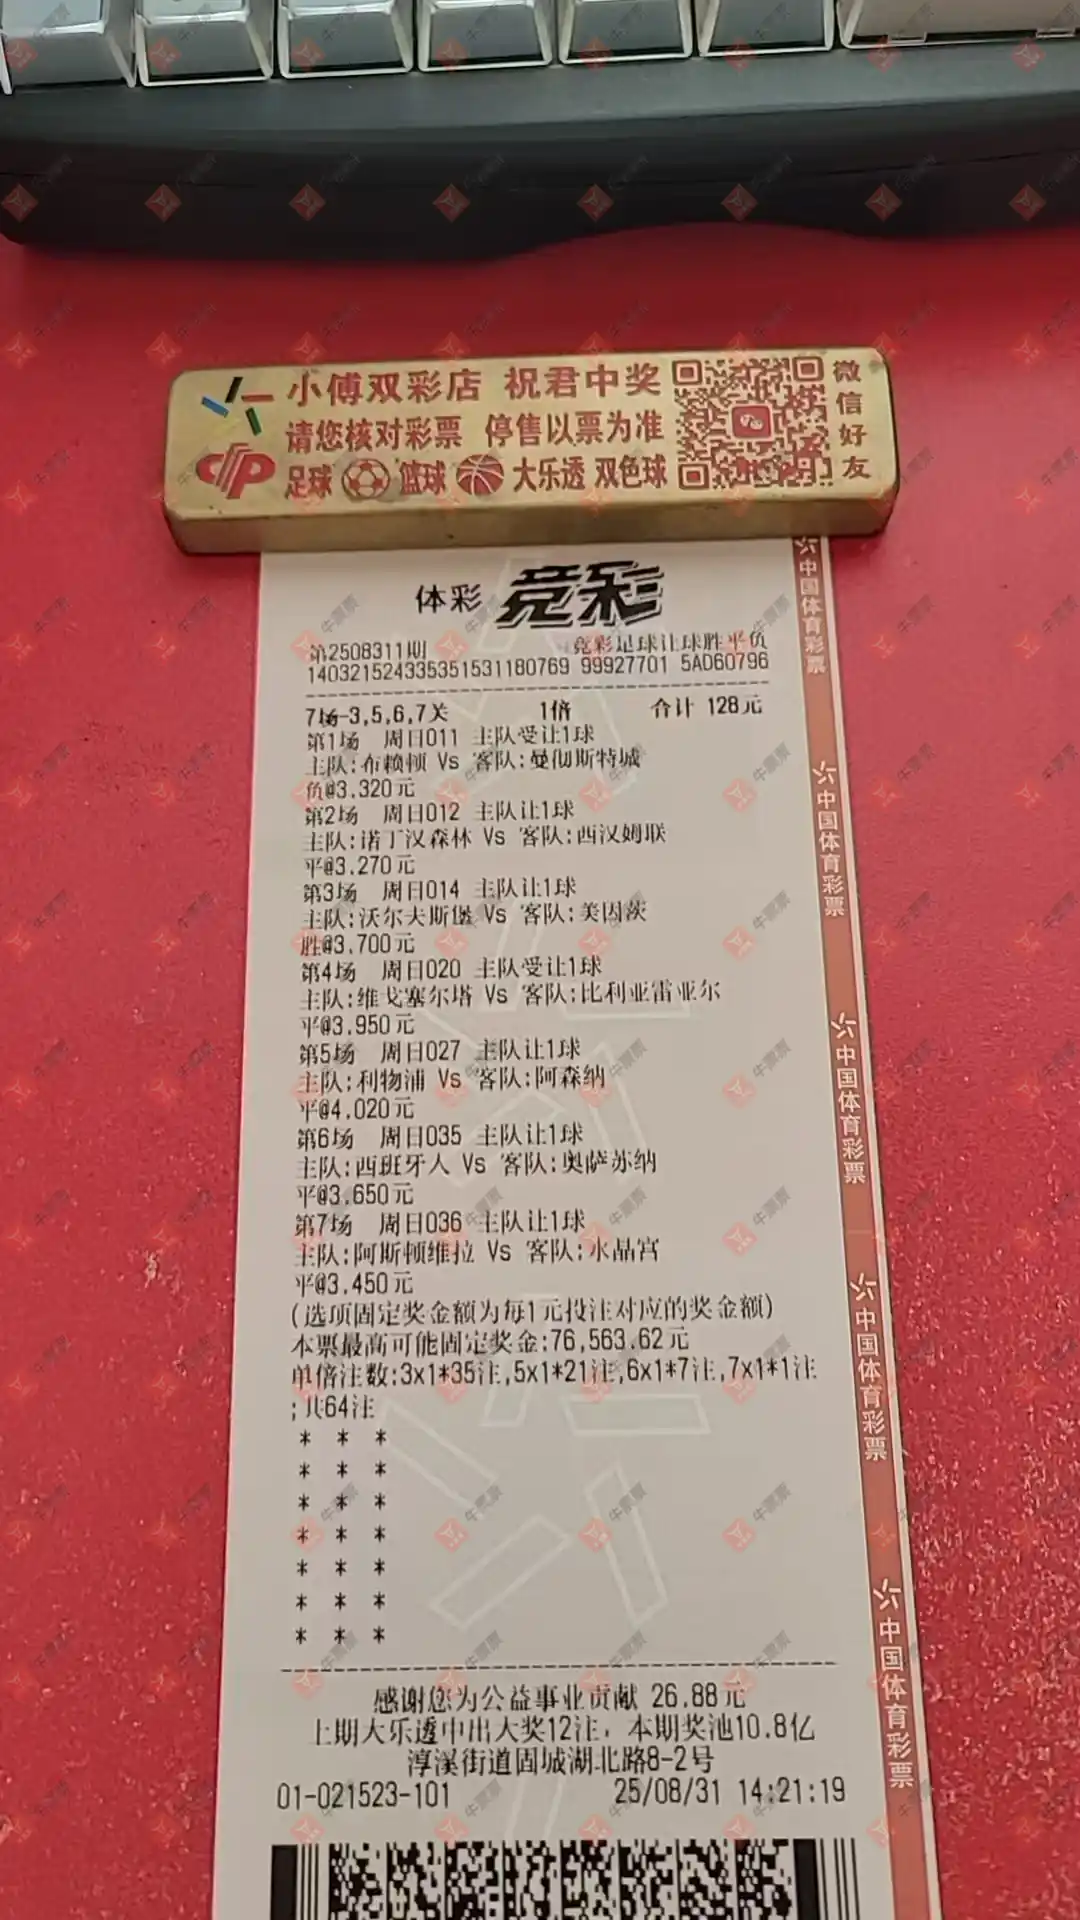 小傅双彩店 祝君中奖
请您核对彩票 停售以票为准
足球 篮球 大乐透 双色球
微信好友
体彩 竞彩
第2508311期 竞彩足球让球胜平负
140321524335351531180769 99927701 5AD60796
7场-3,5,6,7关 1倍 合计 128元
第1场 周日011 主队受让1球
主队:布赖顿 Vs 客队:曼彻斯特城
负@3.320元
第2场 周日012 主队让1球
主队:诺丁汉森林 Vs 客队:西汉姆联
平@3.270元
第3场 周日014 主队让1球
主队:沃尔夫斯堡 Vs 客队:美因茨
胜@3.700元
第4场 周日020 主队受让1球
主队:维戈塞尔塔 Vs 客队:比利亚雷亚尔
平@3.950元
第5场 周日027 主队让1球
主队:利物浦 Vs 客队:阿森纳
平@4.020元
第6场 周日035 主队让1球
主队:西班牙人 Vs 客队:奥萨苏纳
平@3.650元
第7场 周日036 主队让1球
主队:阿斯顿维拉 Vs 客队:水晶宫
平@3.450元
(选项固定奖金额为每1元投注对应的奖金额)
本票最高可能固定奖金:76,563.62元
单倍注数:3x1*35注,5x1*21注,6x1*7注,7x1*1注
;共64注
* * *
* * *
* * *
* * *
* * *
* * *
* * *
感谢您为公益事业贡献 26.88元
上期大乐透中出大奖12注，本期奖池10.8亿
淳溪街道固城湖北路8-2号
01-021523-101 25/08/31 14:21:19
中国体育彩票
中国体育彩票
中国体育彩票
中国体育彩票
中国体育彩票